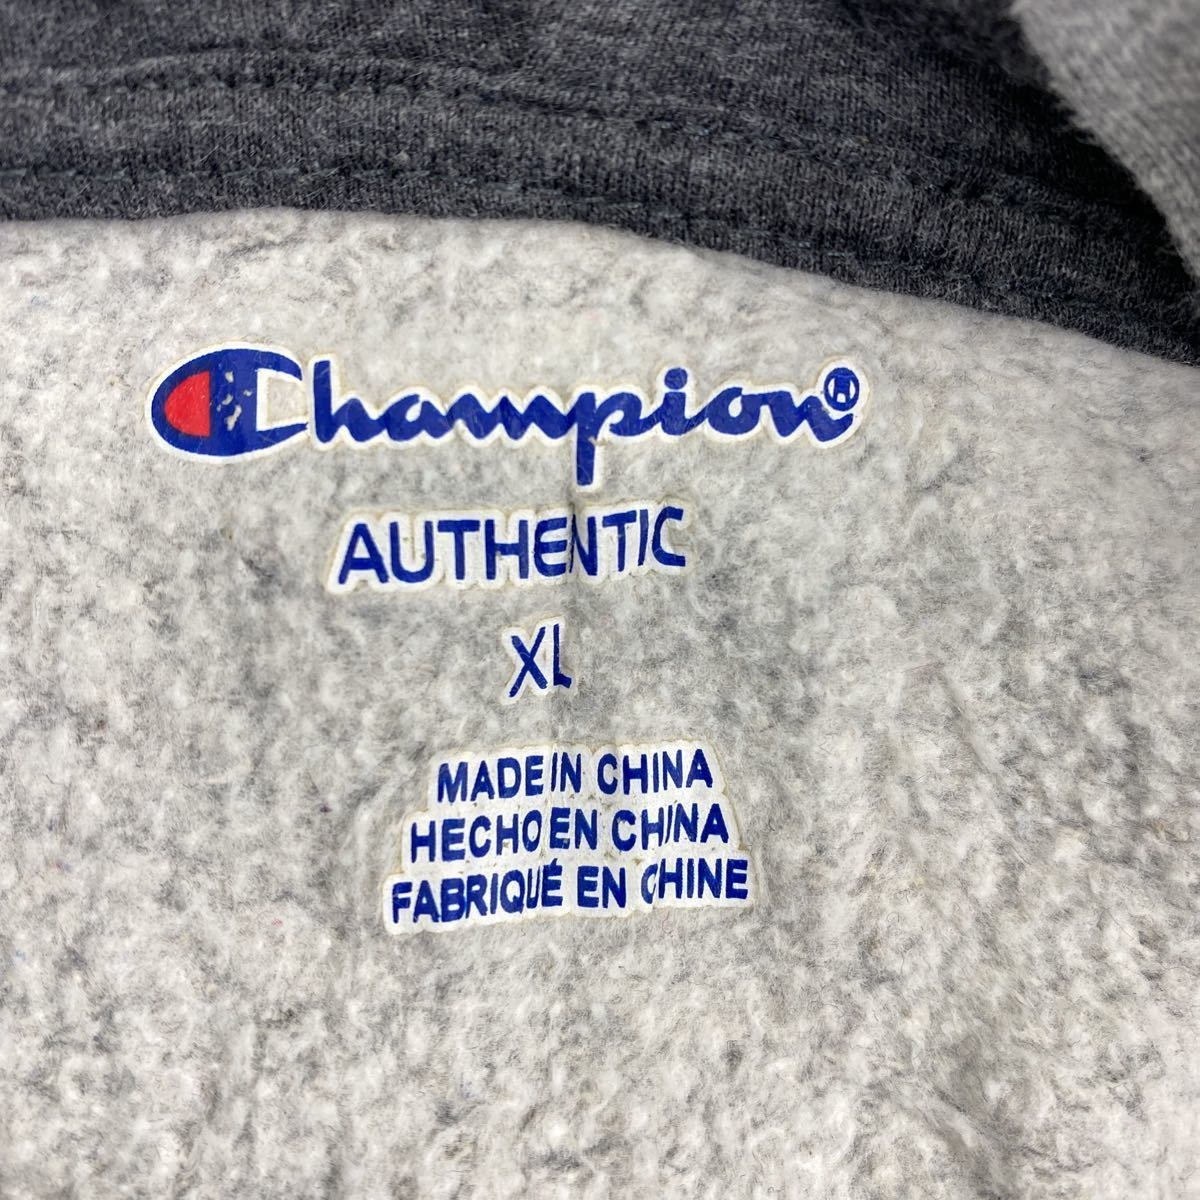 Champion
AUTHENTIC
XL
MADE IN CHINA
HECHO EN CHINA
FABRIQUÉ EN CHINE